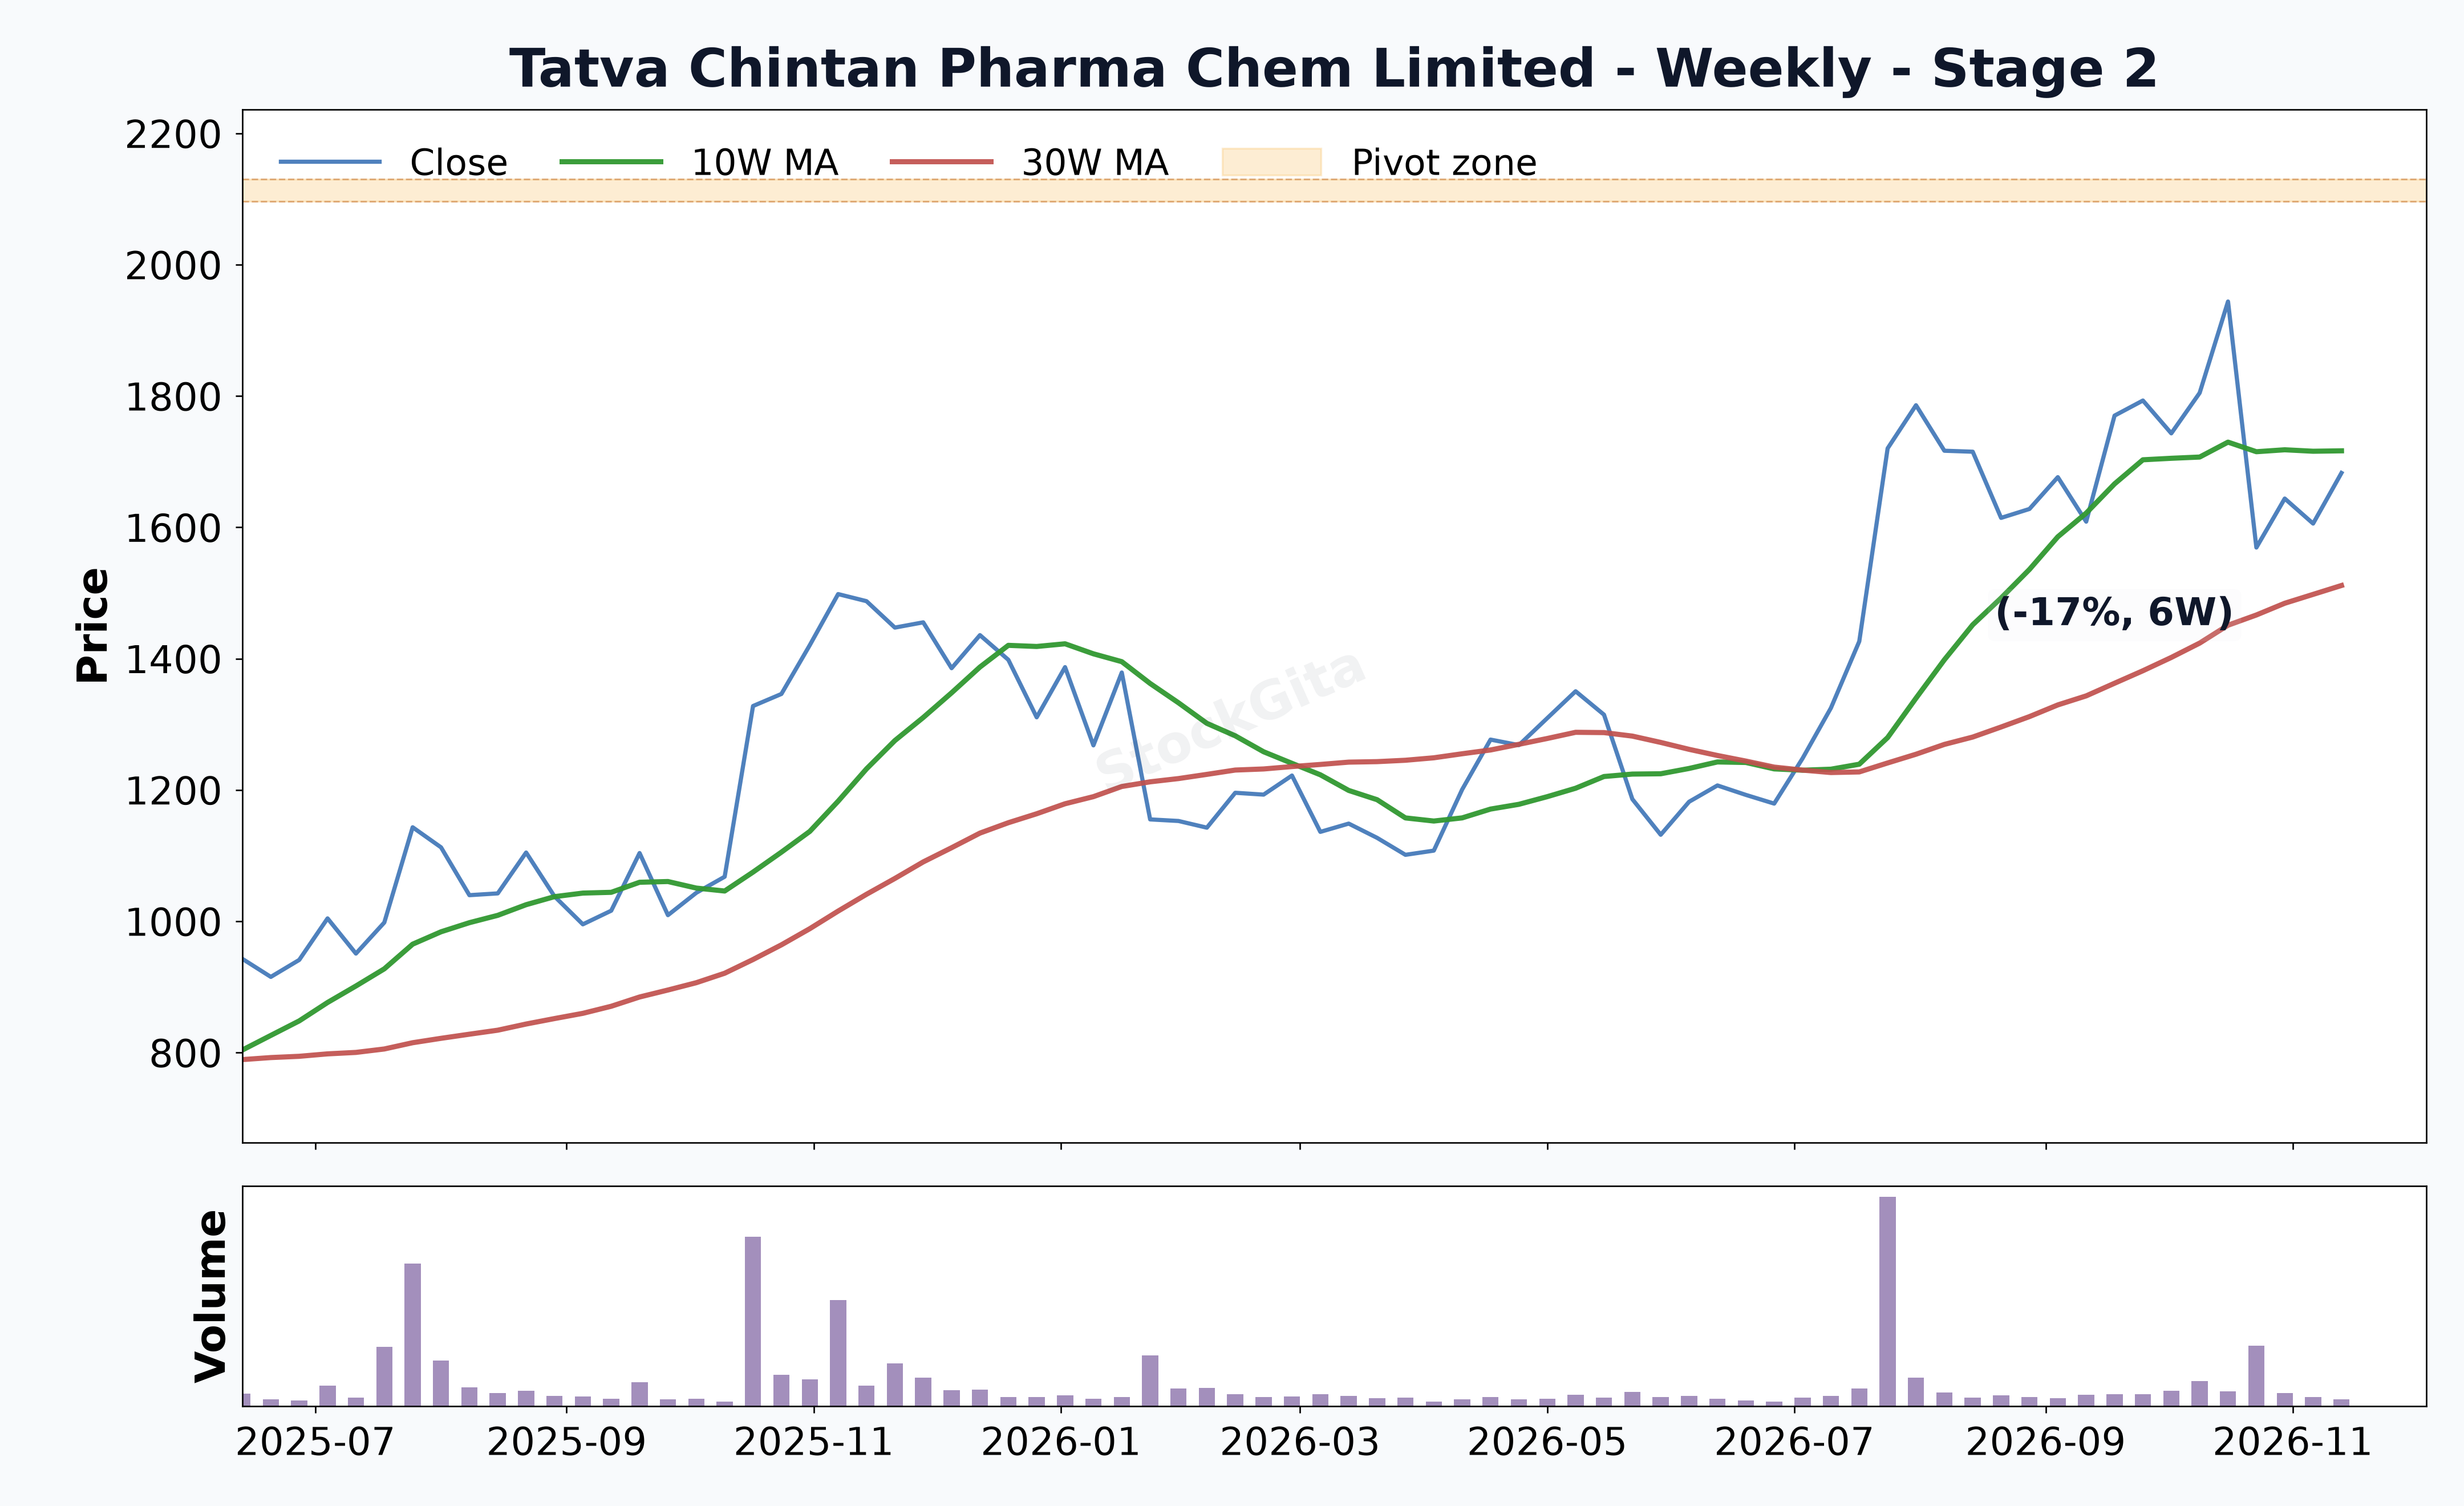 Tatva Chintan Pharma Chem Limited - Weekly - Stage 2
Close 10W MA 30W MA Pivot zone
2200
2000
1800
1600
1400
1200
1000
800
Price
(-17%, 6W)
StockGita
Volume
2025-07 2025-09 2025-11 2026-01 2026-03 2026-05 2026-07 2026-09 2026-11